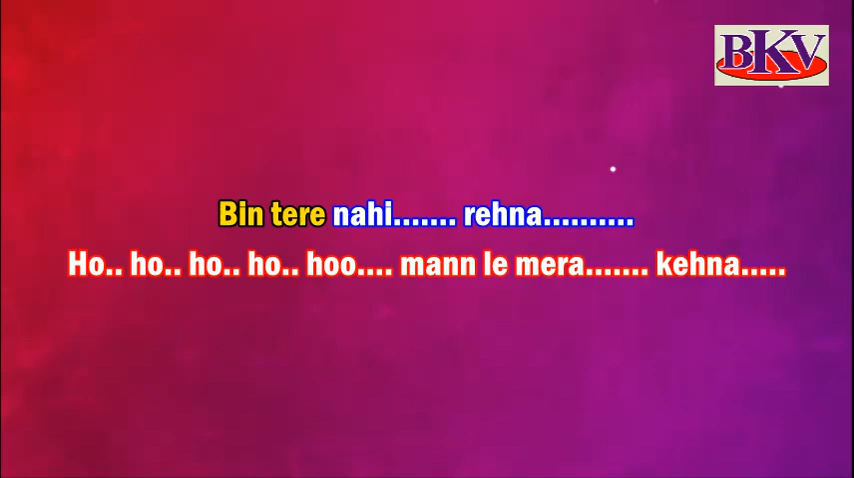 BKV
Bin tere nahi....... rehna..........
Ho.. ho.. ho.. ho.. hoo.... mann le mera....... kehna.....